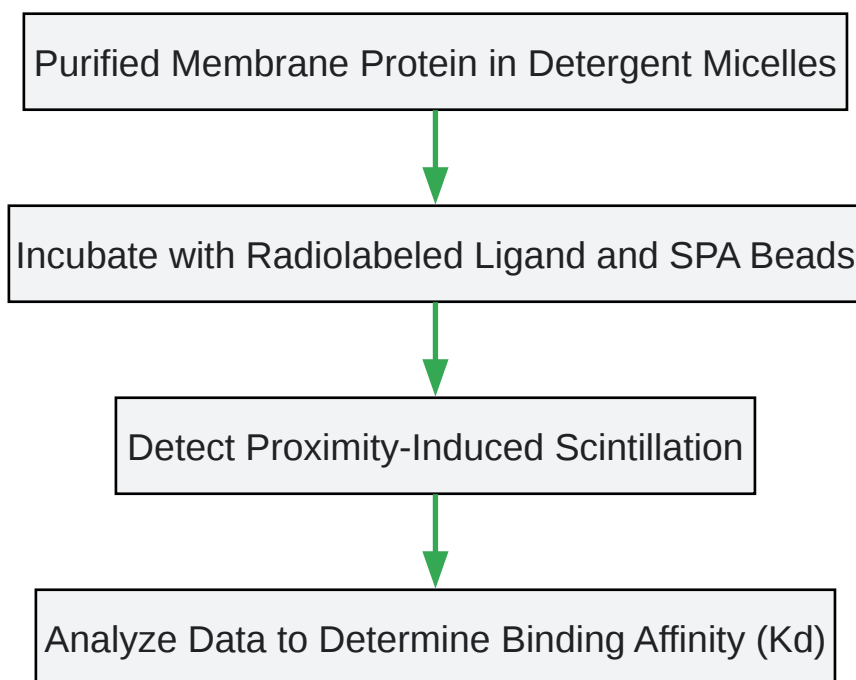 Purified Membrane Protein in Detergent Micelles
Incubate with Radiolabeled Ligand and SPA Beads
Detect Proximity-Induced Scintillation
Analyze Data to Determine Binding Affinity (Kd)